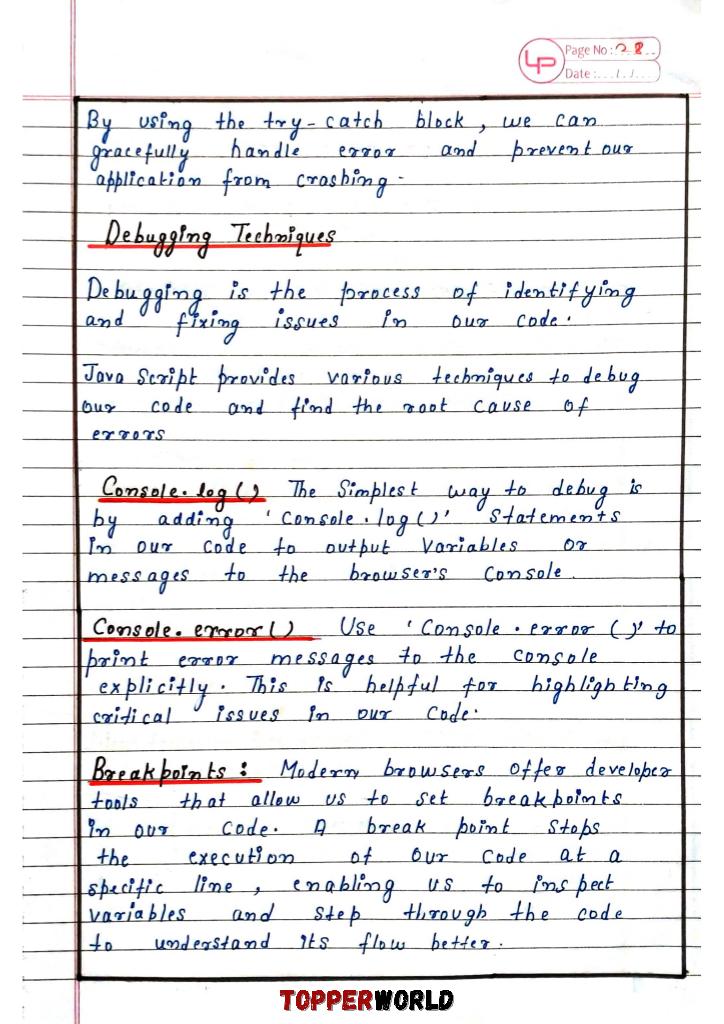 LP
Page No: 28
Date: ... / ... / ...
By using the try-catch block, we can
gracefully handle error and prevent our
application from crashing.
Debugging Techniques
Debugging is the process of identifying
and fixing issues in our code.
Java Script provides various techniques to debug
our code and find the root cause of
errors
Console.log() The Simplest way to debug is
by adding 'Console.log()' Statements
In our code to output Variables or
messages to the browser's Console.
Console.error() Use 'Console.error()' to
print error messages to the console
explicitly. This is helpful for highlighting
critical issues in our Code.
Breakpoints: Modern browsers offer developer
tools that allow us to set breakpoints
in our code. A break point stops
the execution of our code at a
specific line, enabling us to inspect
variables and step through the code
to understand its flow better.
TOPPERWORLD